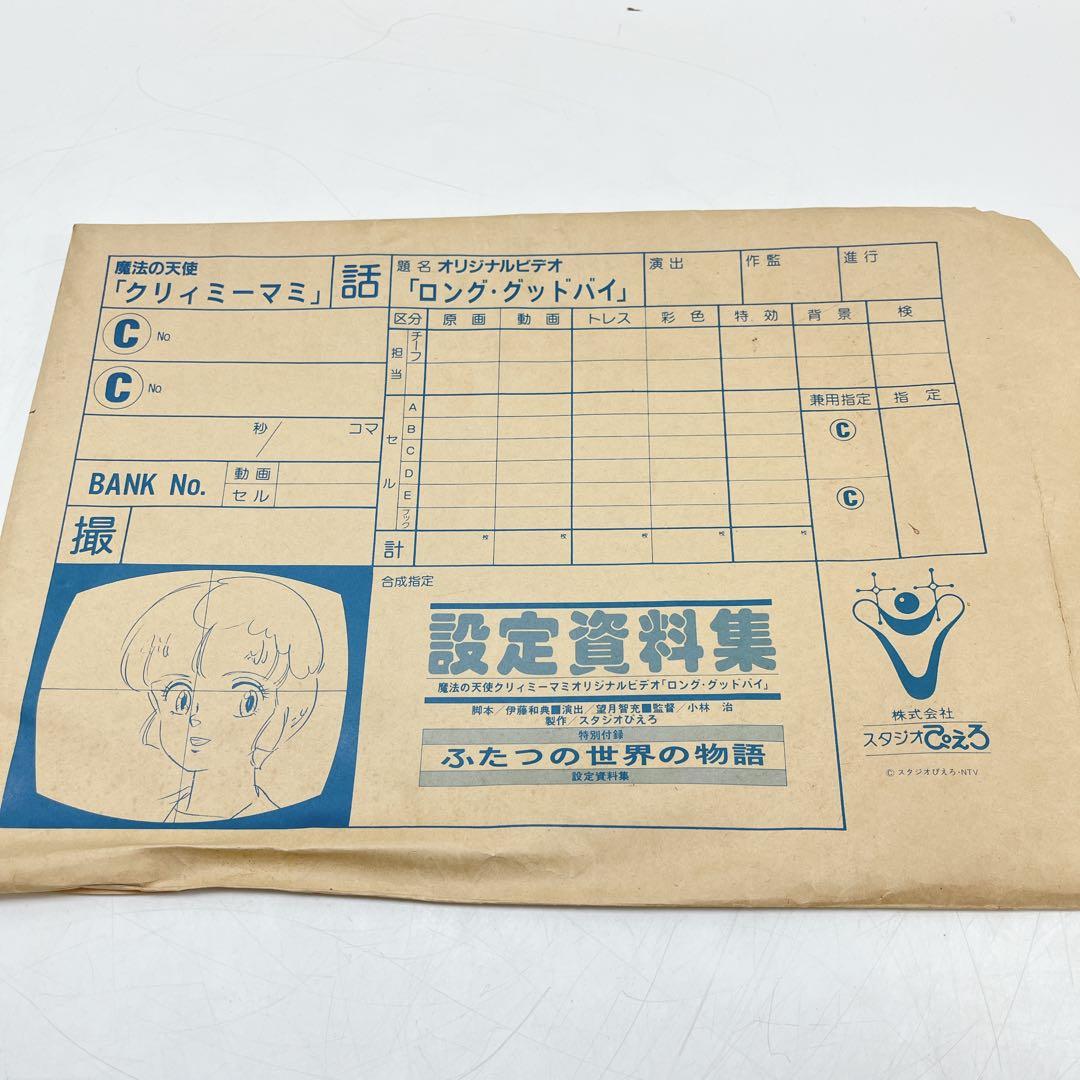 魔法の天使
「クリィミーマミ」
話
題名 オリジナルビデオ
「ロング・グッドバイ」
演出
作監
進行
C No.
C No.
秒/ コマ
BANK No.
動画
セル
撮
区分 原画 動画 トレス 彩色 特効 背景 検
担当
チーフ
セル
A
B
C
D
E
ブック
計 枚 枚 枚 枚 枚
兼用指定 指定
C
C
合成指定
設定資料集
魔法の天使クリィミーマミオリジナルビデオ「ロング・グッドバイ」
脚本/伊藤和典■演出/望月智充■監督/小林 治
製作/スタジオぴえろ
特別付録
ふたつの世界の物語
設定資料集
株式会社
スタジオぴえろ
© スタジオぴえろ・NTV